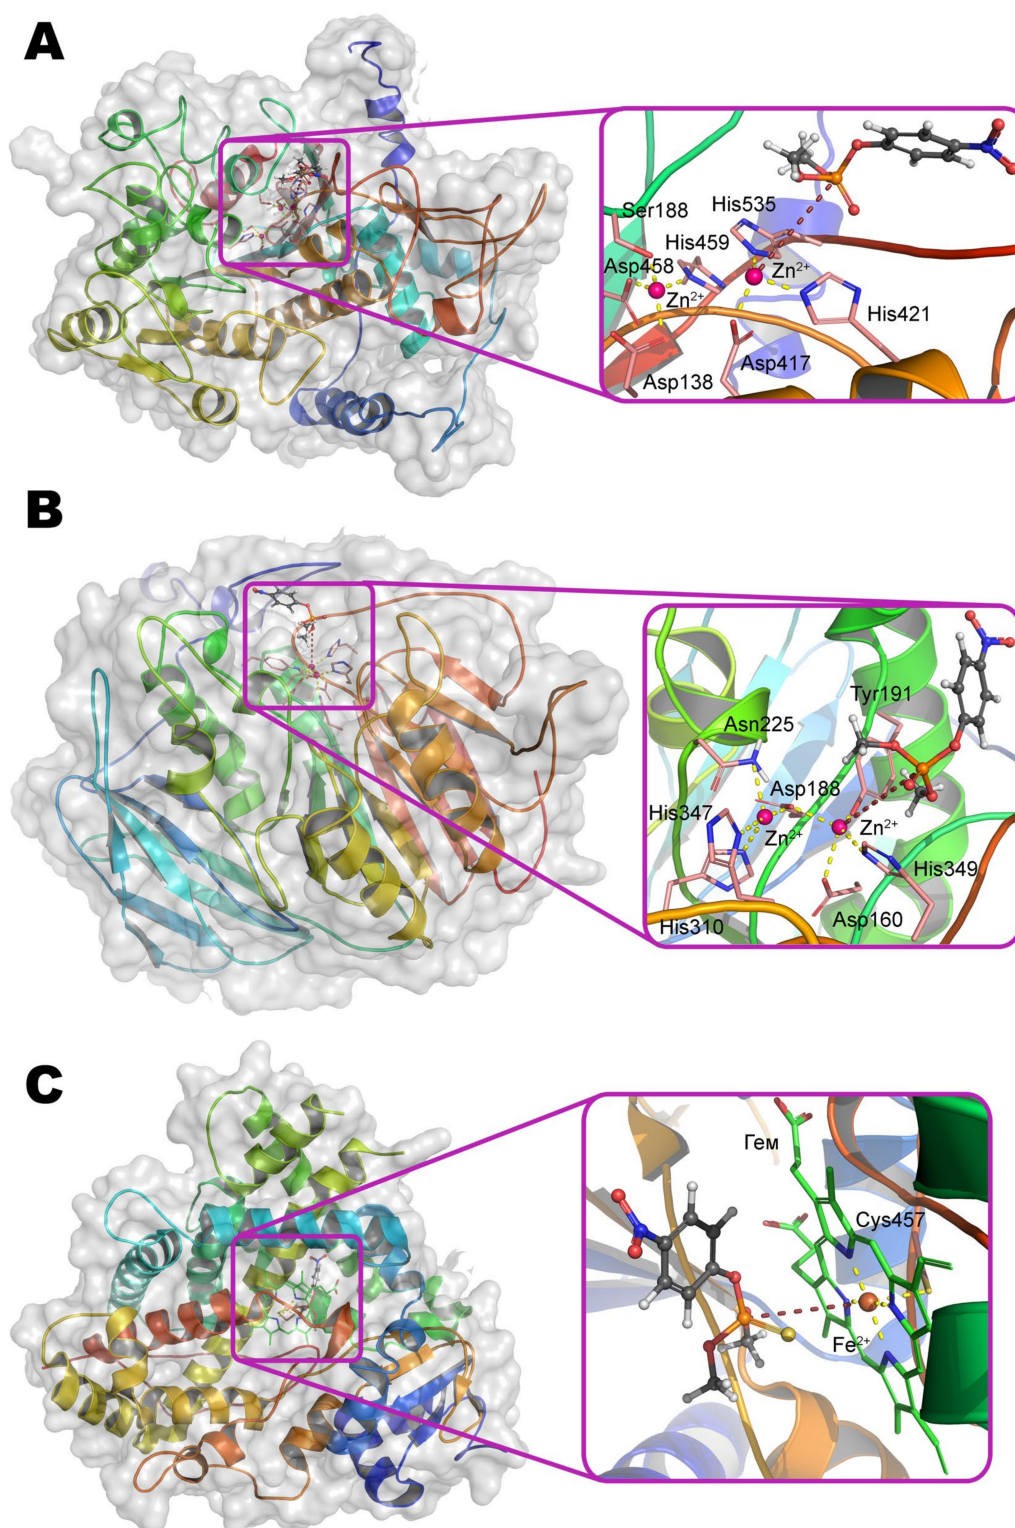 A
His535
Ser188
His459
Asp458
Zn²⁺
Zn²⁺
His421
Asp417
Asp138
B
Tyr191
Asn225
Asp188
His347
Zn²⁺
Zn²⁺
His349
His310
Asp160
C
Гем
Cys457
Fe²⁺